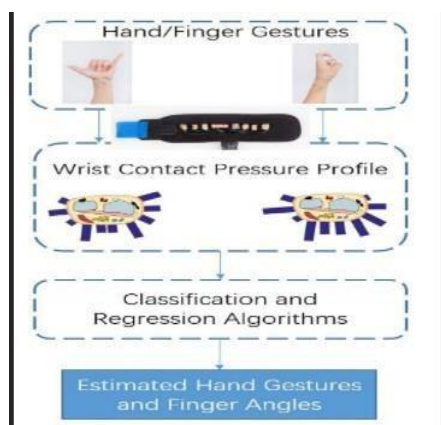 Hand/Finger Gestures
Wrist Contact Pressure Profile
Classification and
Regression Algorithms
Estimated Hand Gestures
and Finger Angles